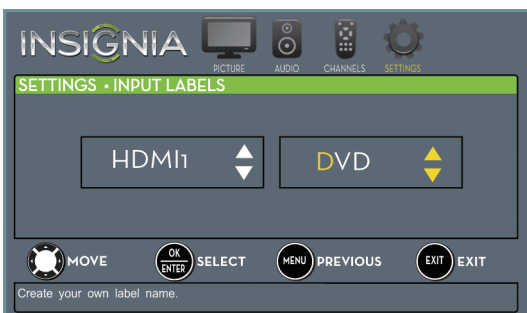 INSIGNIA
PICTURE AUDIO CHANNELS SETTINGS
SETTINGS • INPUT LABELS
HDMI1 DVD
MOVE OK ENTER SELECT MENU PREVIOUS EXIT EXIT
Create your own label name.